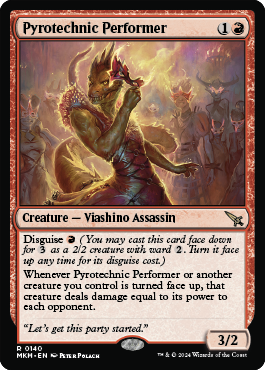 Pyrotechnic Performer 1
Creature — Viashino Assassin
Disguise (You may cast this card face down
for 3 as a 2/2 creature with ward 2. Turn it face
up any time for its disguise cost.)
Whenever Pyrotechnic Performer or another
creature you control is turned face up, that
creature deals damage equal to its power to
each opponent.
“Let's get this party started.”
3/2
R 0140
MKM • EN Peter Polach
™ & © 2024 Wizards of the Coast